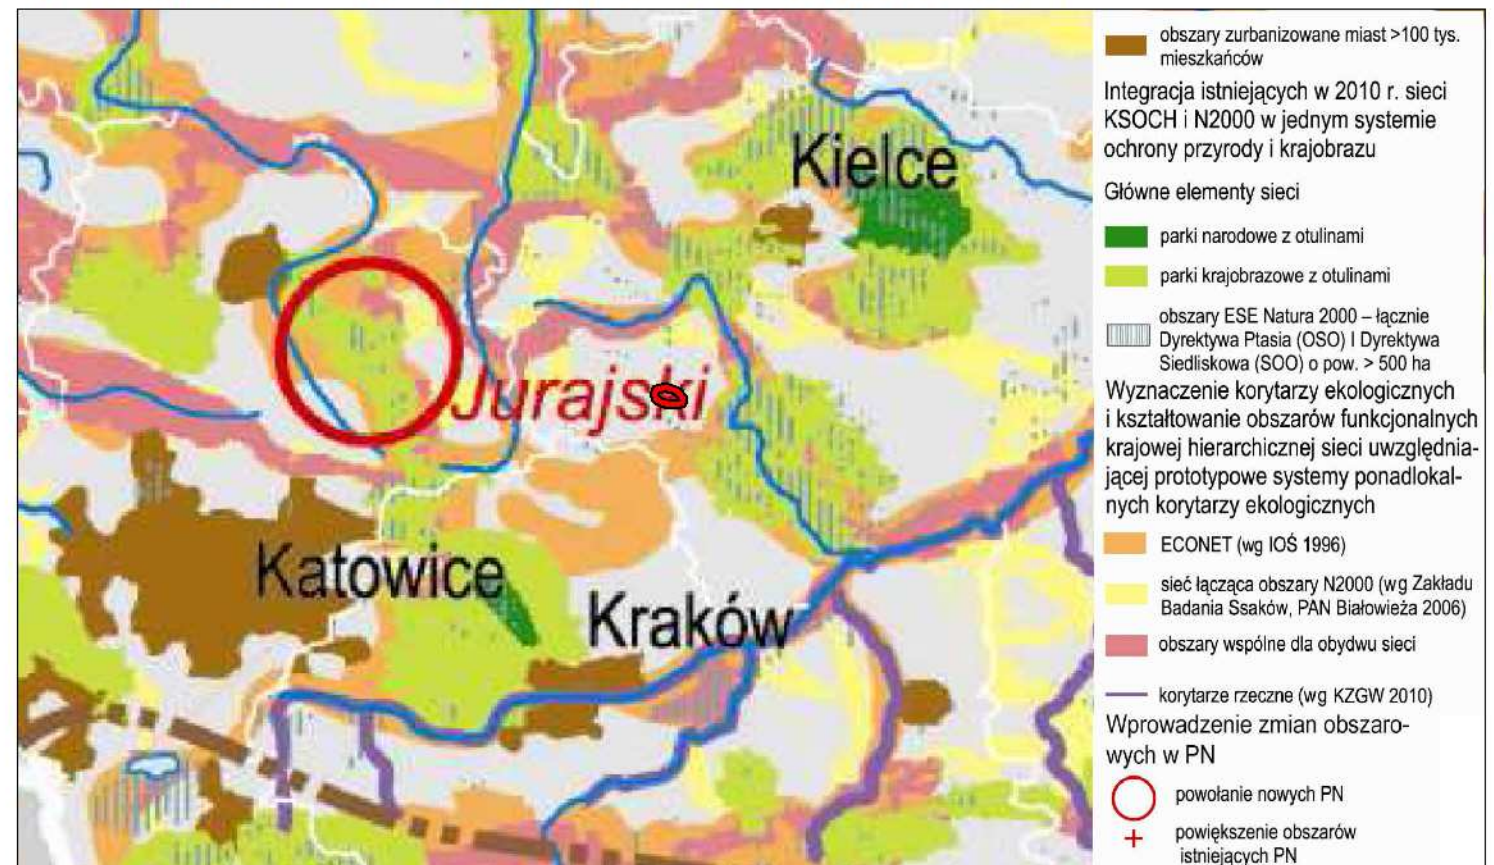 Kielce
Jurajski
Katowice
Kraków
obszary zurbanizowane miast >100 tys.
mieszkańców
Integracja istniejących w 2010 r. sieci
KSOCH i N2000 w jednym systemie
ochrony przyrody i krajobrazu
Główne elementy sieci
parki narodowe z otulinami
parki krajobrazowe z otulinami
obszary ESE Natura 2000 – łącznie
Dyrektywa Ptasia (OSO) I Dyrektywa
Siedliskowa (SOO) o pow. > 500 ha
Wyznaczenie korytarzy ekologicznych
i kształtowanie obszarów funkcjonalnych
krajowej hierarchicznej sieci uwzględnia-
jącej prototypowe systemy ponadlokal-
nych korytarzy ekologicznych
ECONET (wg IOŚ 1996)
sieć łącząca obszary N2000 (wg Zakładu
Badania Ssaków, PAN Białowieża 2006)
obszary wspólne dla obydwu sieci
korytarze rzeczne (wg KZGW 2010)
Wprowadzenie zmian obszaro-
wych w PN
powołanie nowych PN
powiększenie obszarów
istniejących PN